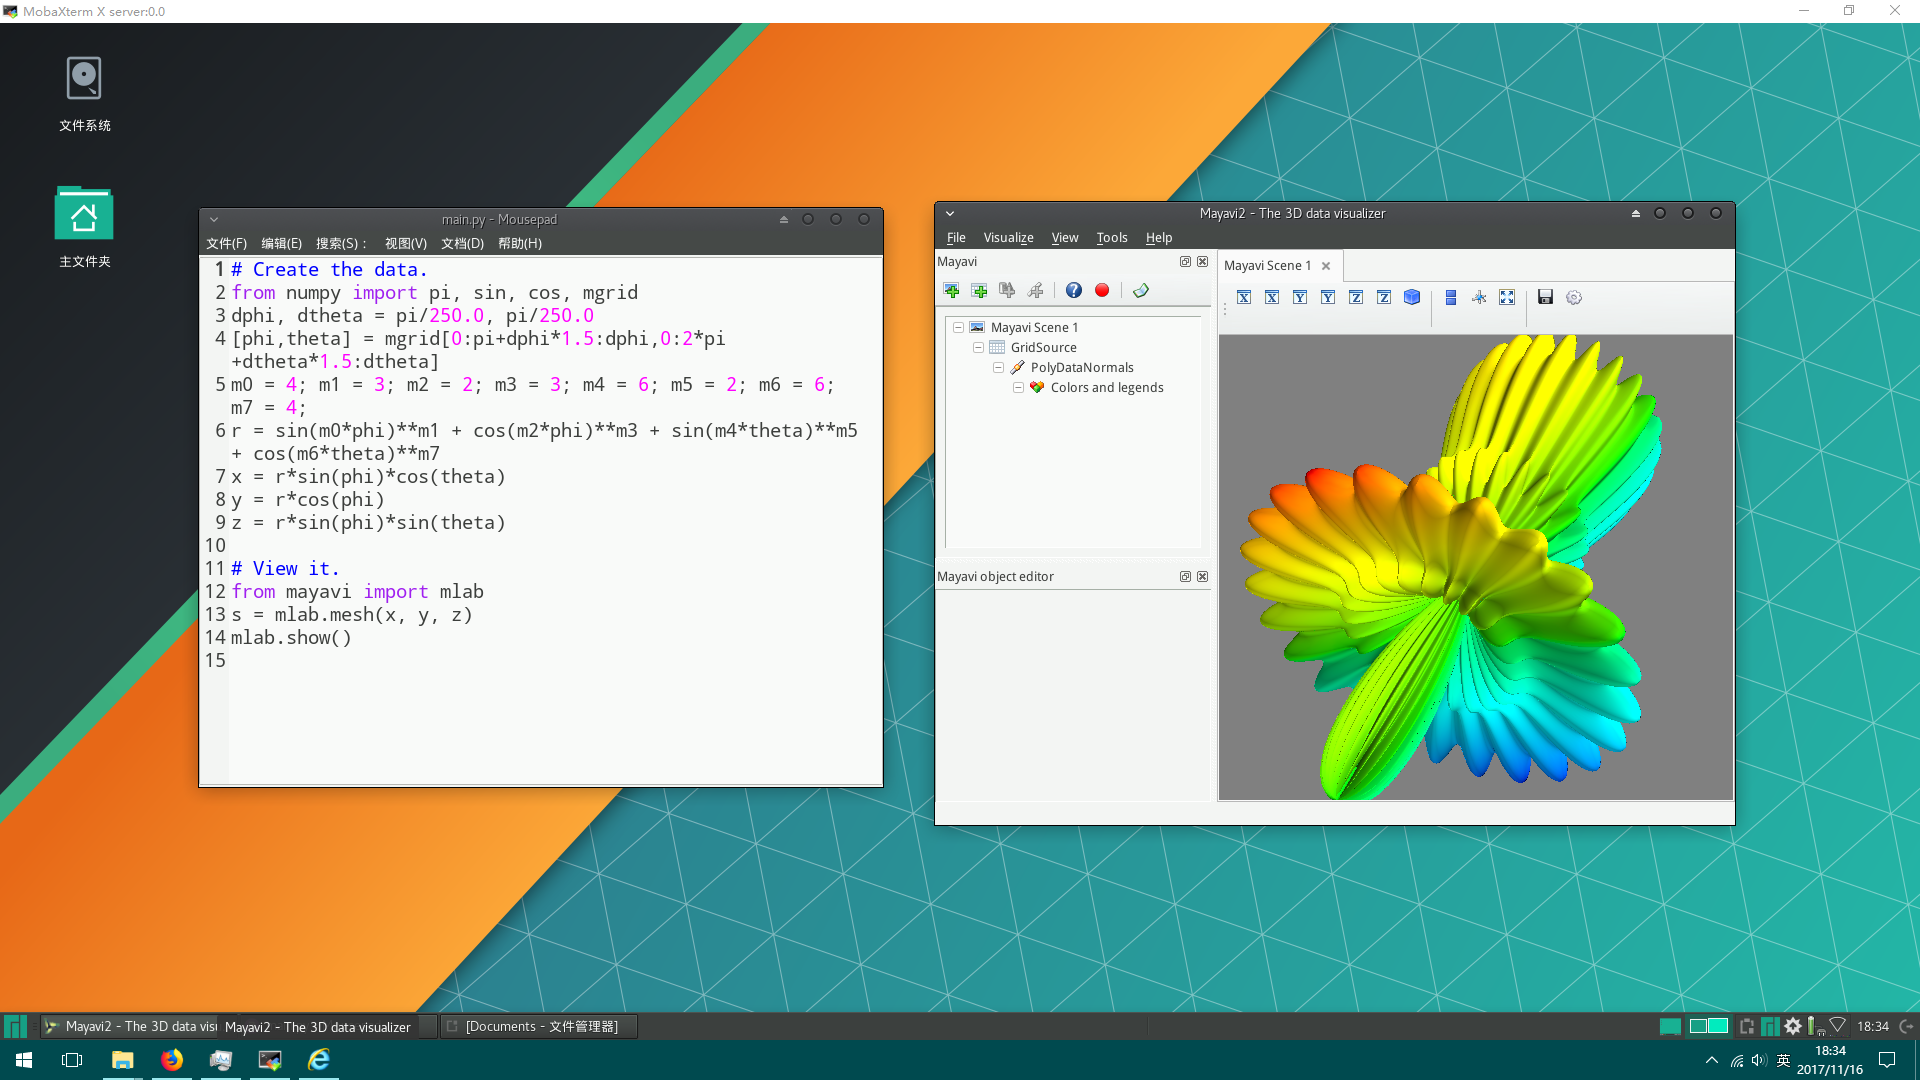 MobaXterm X server:0.0
文件系统
主文件夹
main.py - Mousepad
文件(F) 编辑(E) 搜索(S)： 视图(V) 文档(D) 帮助(H)
1 # Create the data.
2 from numpy import pi, sin, cos, mgrid
3 dphi, dtheta = pi/250.0, pi/250.0
4 [phi,theta] = mgrid[0:pi+dphi*1.5:dphi,0:2*pi
+dtheta*1.5:dtheta]
5 m0 = 4; m1 = 3; m2 = 2; m3 = 3; m4 = 6; m5 = 2; m6 = 6;
m7 = 4;
6 r = sin(m0*phi)**m1 + cos(m2*phi)**m3 + sin(m4*theta)**m5
+ cos(m6*theta)**m7
7 x = r*sin(phi)*cos(theta)
8 y = r*cos(phi)
9 z = r*sin(phi)*sin(theta)
10
11 # View it.
12 from mayavi import mlab
13 s = mlab.mesh(x, y, z)
14 mlab.show()
15
Mayavi2 - The 3D data visualizer
File Visualize View Tools Help
Mayavi
Mayavi Scene 1
GridSource
PolyDataNormals
Colors and legends
Mayavi object editor
Mayavi Scene 1
X X Y Y Z Z
Mayavi2 - The 3D data visu
Mayavi2 - The 3D data visualizer
[Documents - 文件管理器]
18:34
英
18:34
2017/11/16